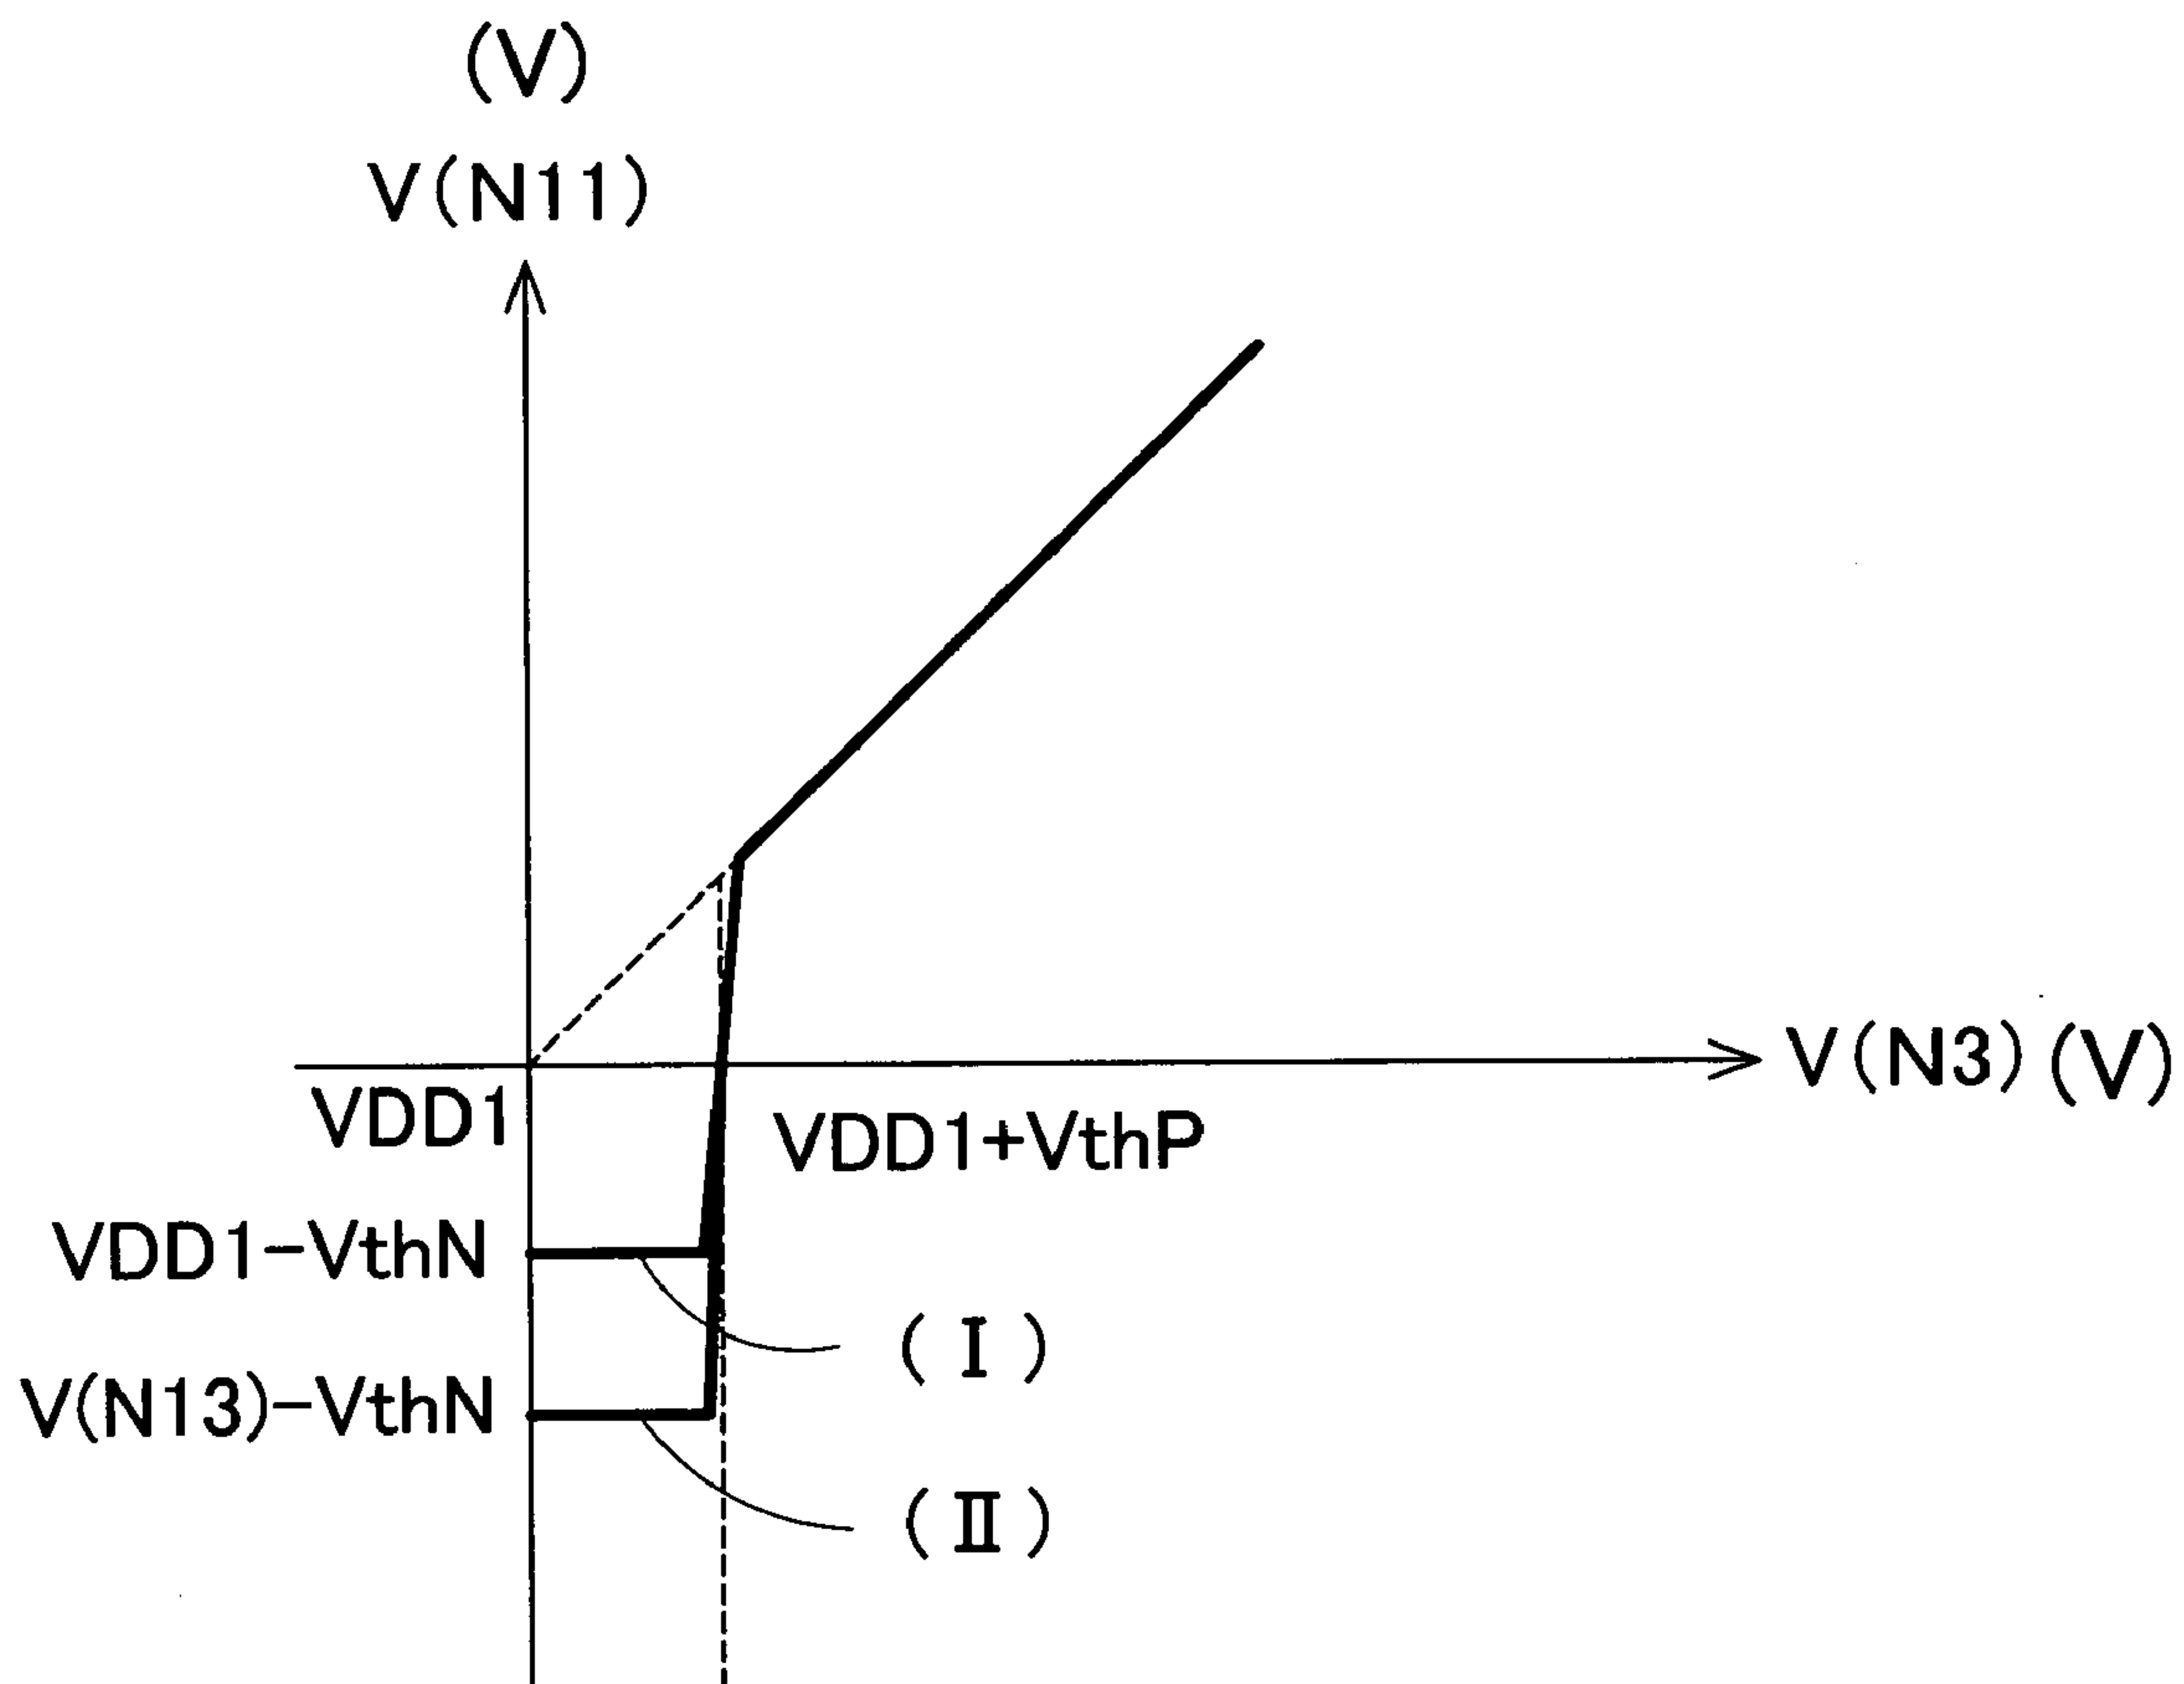 (V)
V(N11)
V(N3)(V)
VDD1
VDD1+VthP
VDD1-VthN
(I)
V(N13)-VthN
(II)